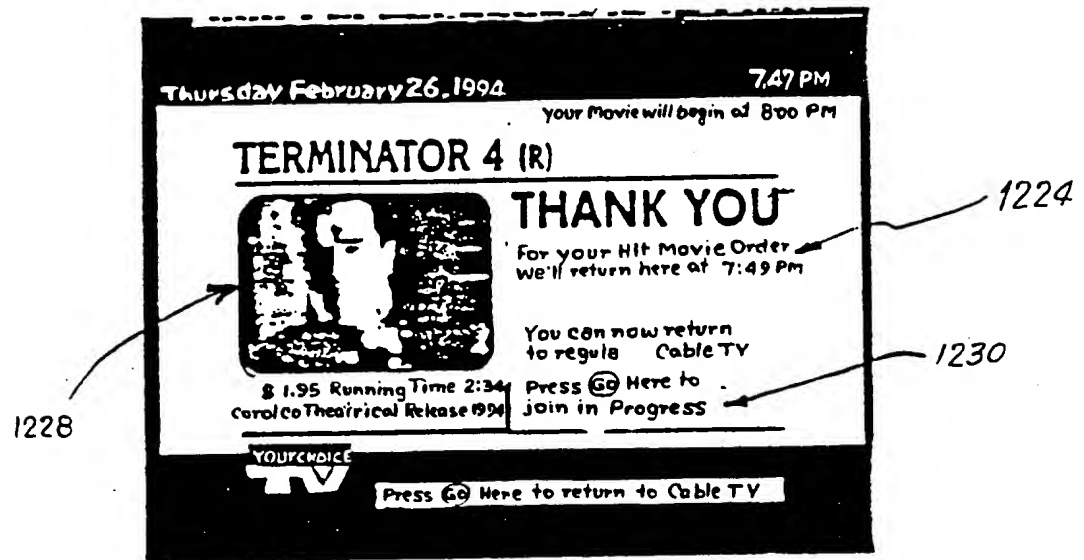 Thursday February 26, 1994 7:47 PM
Your Movie will begin at 8:00 PM
TERMINATOR 4 (R)
THANK YOU
For your Hit Movie Order
We'll return here at 7:49 PM
1224
You can now return
to regula Cable TV
1230
Press Go Here to
join in Progress
1228
$ 1.95 Running Time 2:34
Carolco Theatrical Release 1994
YOUR CHOICE
TV
Press Go Here to return to Cable TV